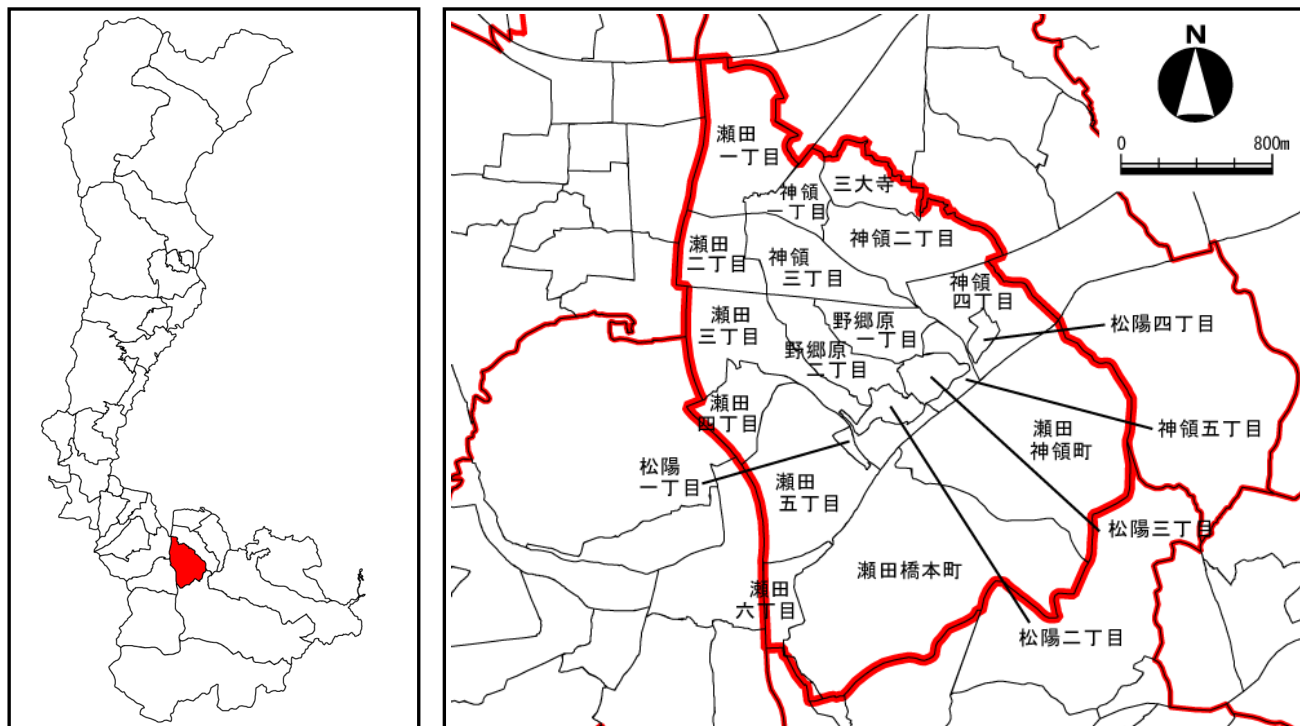 N
0
800m
瀬田
一丁目
三大寺
神領
一丁目
神領二丁目
瀬田
二丁目
神領
三丁目
神領
四丁目
瀬田
三丁目
野郷原
一丁目
松陽四丁目
野郷原
二丁目
瀬田
四丁目
瀬田
神領町
神領五丁目
松陽
一丁目
瀬田
五丁目
松陽三丁目
瀬田橋本町
瀬田
六丁目
松陽二丁目